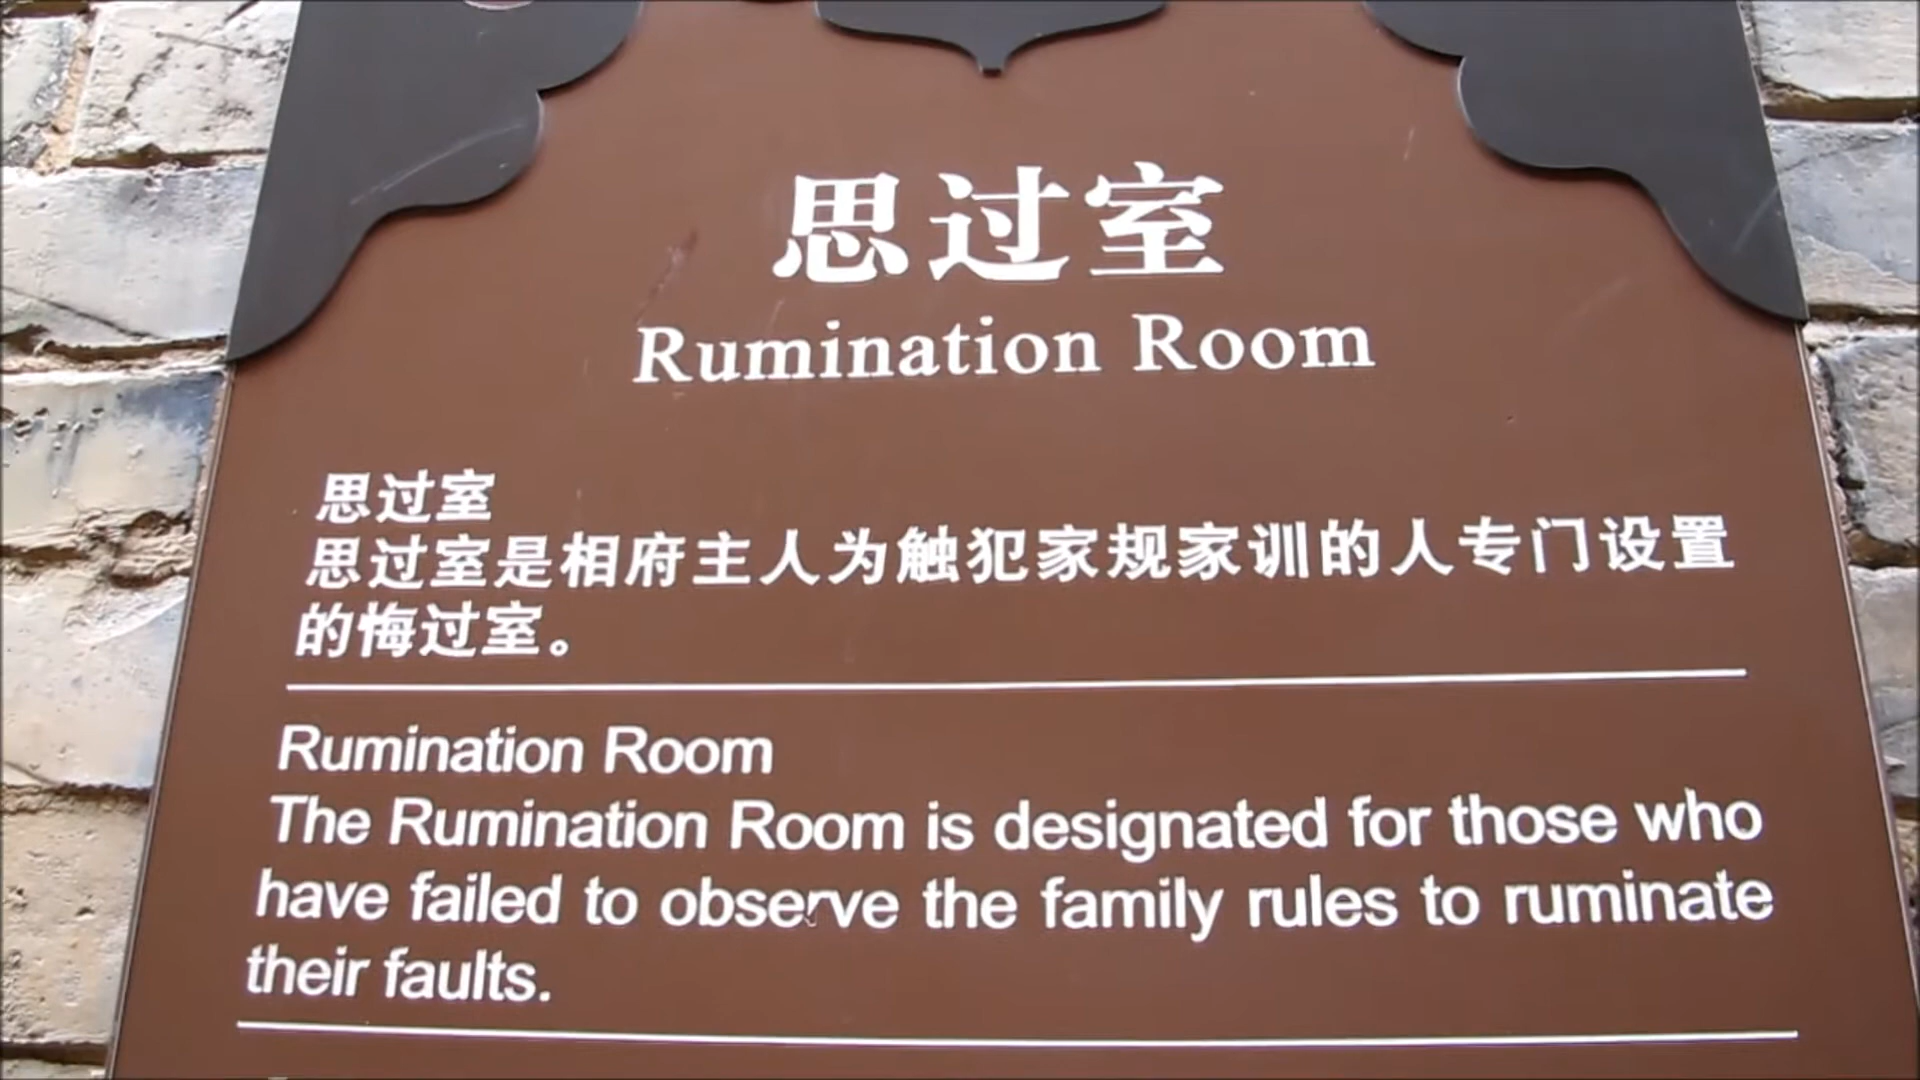 思过室
Rumination Room
思过室
思过室是相府主人为触犯家规家训的人专门设置
的悔过室。
Rumination Room
The Rumination Room is designated for those who
have failed to observe the family rules to ruminate
their faults.